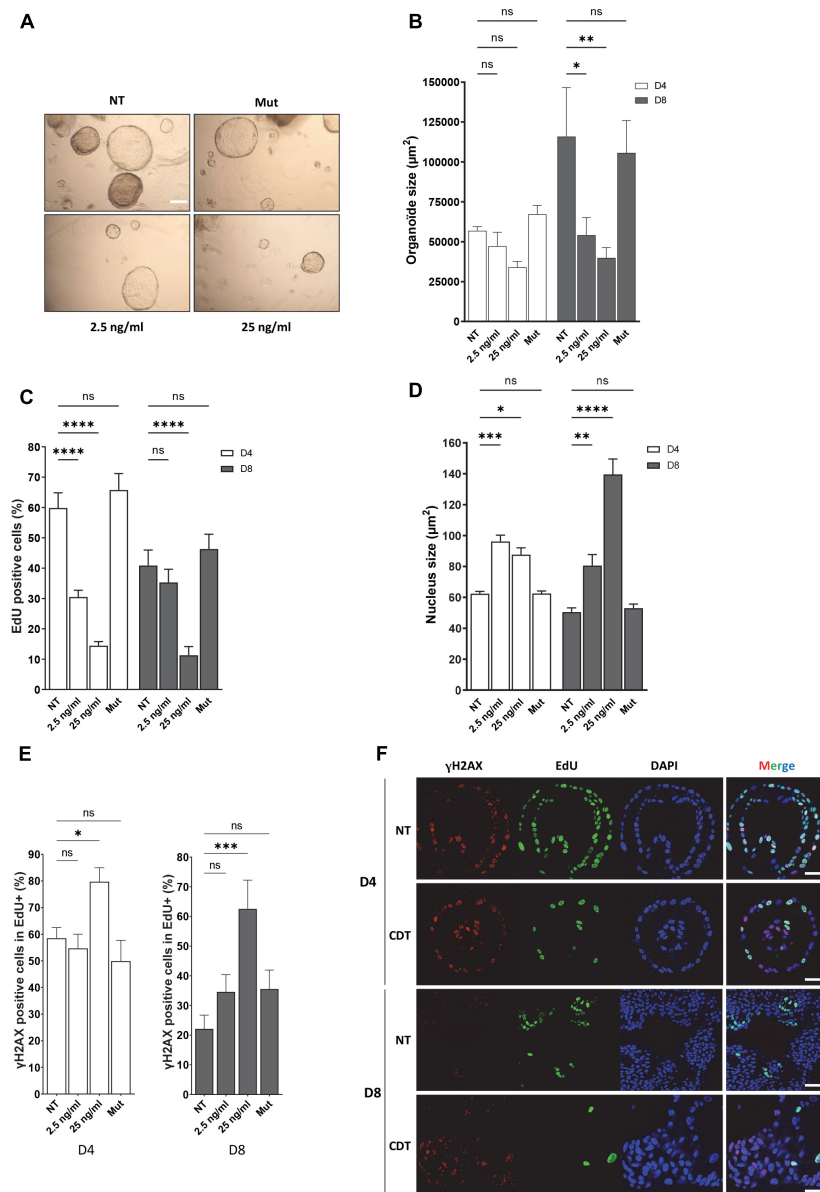 A
NT
Mut
2.5 ng/ml
25 ng/ml
B
ns
ns
**
ns
ns
*
D4
D8
Organoïde size (µm²)
150000
125000
100000
75000
50000
25000
0
NT
2.5 ng/ml
25 ng/ml
Mut
NT
2.5 ng/ml
25 ng/ml
Mut
C
ns
ns
****
****
****
ns
D4
D8
EdU positive cells (%)
80
70
60
50
40
30
20
10
0
NT
2.5 ng/ml
25 ng/ml
Mut
NT
2.5 ng/ml
25 ng/ml
Mut
D
ns
ns
*
****
***
**
D4
D8
Nucleus size (µm²)
160
140
120
100
80
60
40
20
0
NT
2.5 ng/ml
25 ng/ml
Mut
NT
2.5 ng/ml
25 ng/ml
Mut
E
ns
*
ns
γH2AX positive cells in EdU+ (%)
90
80
70
60
50
40
30
20
10
0
NT
2.5 ng/ml
25 ng/ml
Mut
D4
ns
***
ns
γH2AX positive cells in EdU+ (%)
80
70
60
50
40
30
20
10
0
NT
2.5 ng/ml
25 ng/ml
Mut
D8
F
γH2AX EdU DAPI Merge
D4
NT
CDT
D8
NT
CDT